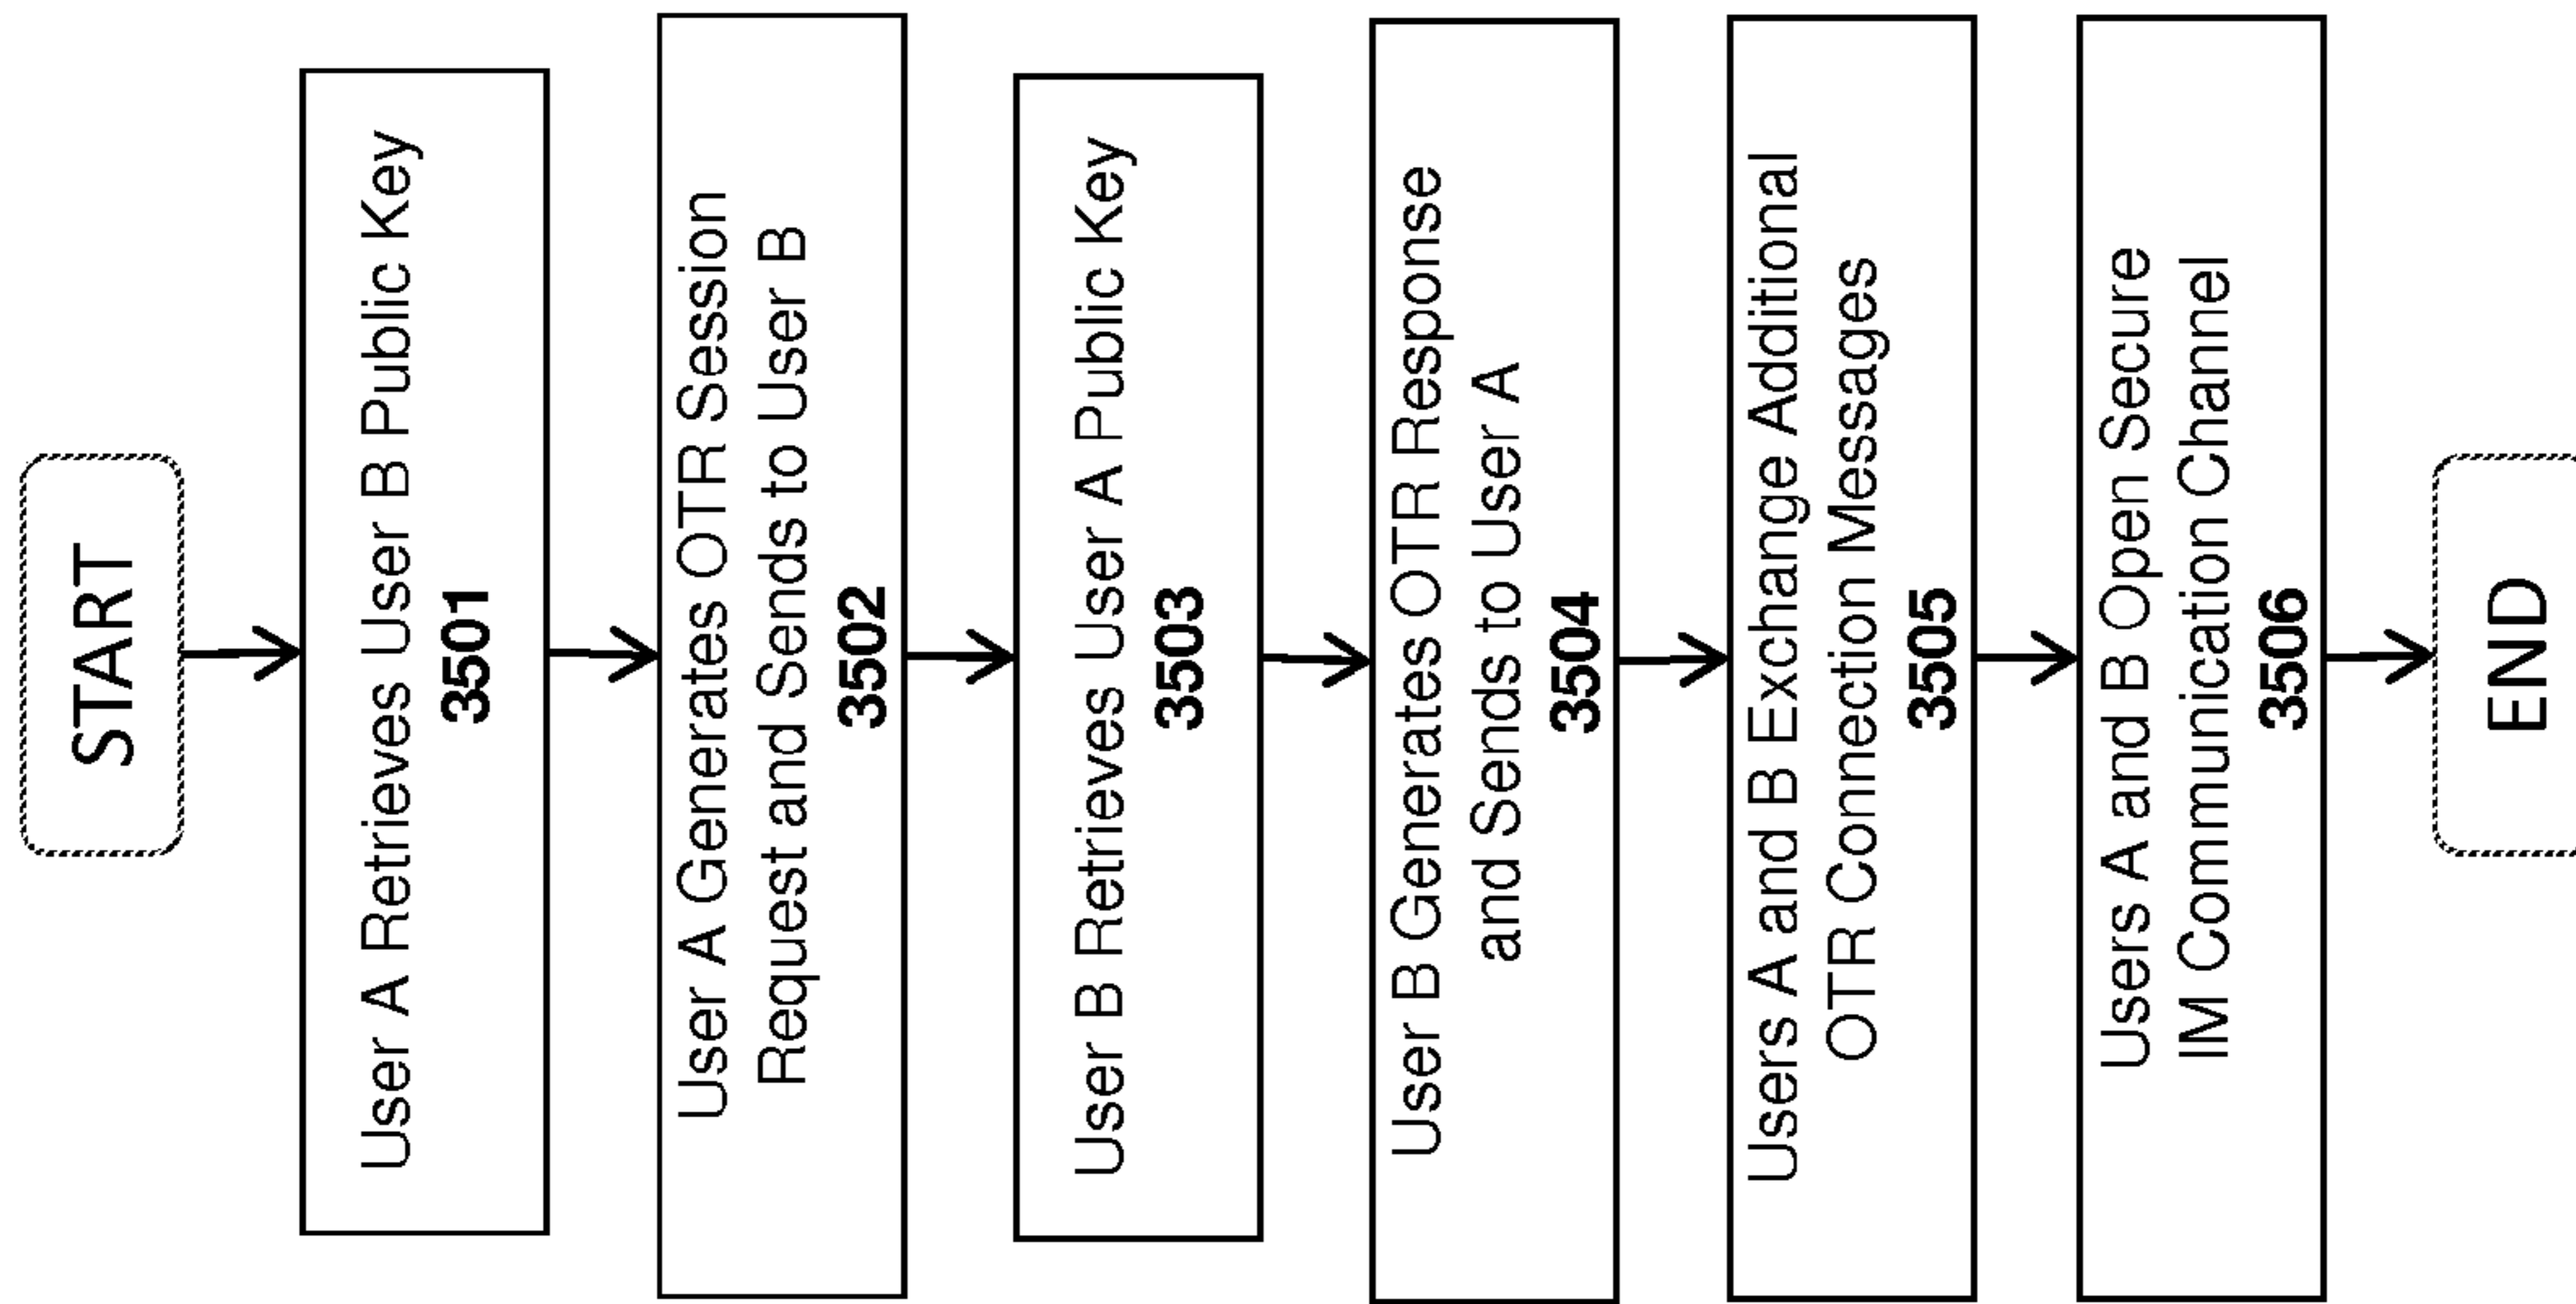 START
User A Retrieves User B Public Key
3501
User A Generates OTR Session
Request and Sends to User B
3502
User B Retrieves User A Public Key
3503
User B Generates OTR Response
and Sends to User A
3504
Users A and B Exchange Additional
OTR Connection Messages
3505
Users A and B Open Secure
IM Communication Channel
3506
END